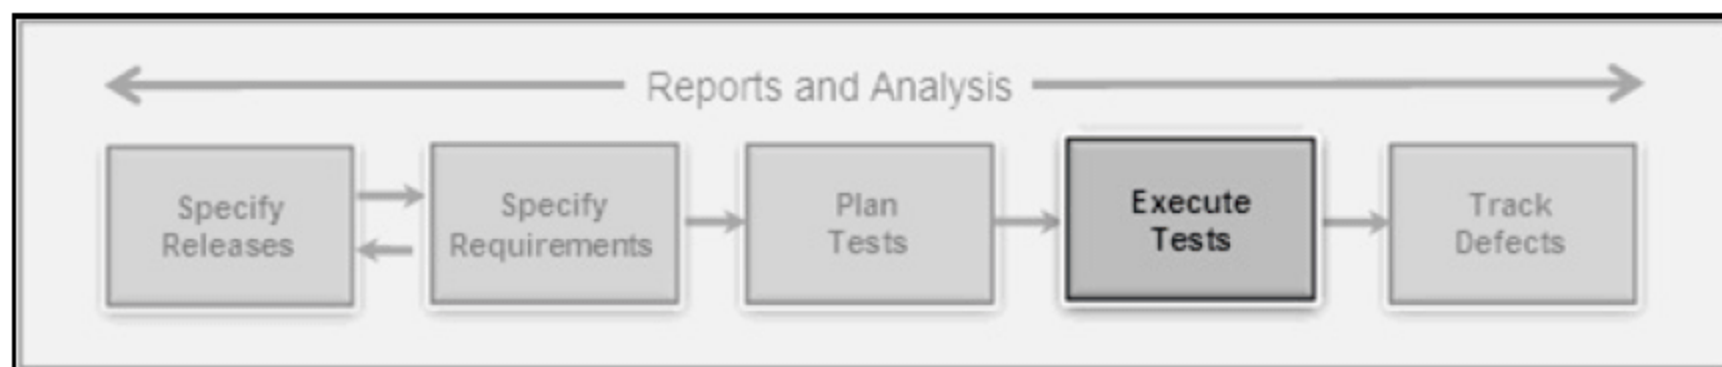 Reports and Analysis
Specify
Releases
Specify
Requirements
Plan
Tests
Execute
Tests
Track
Defects